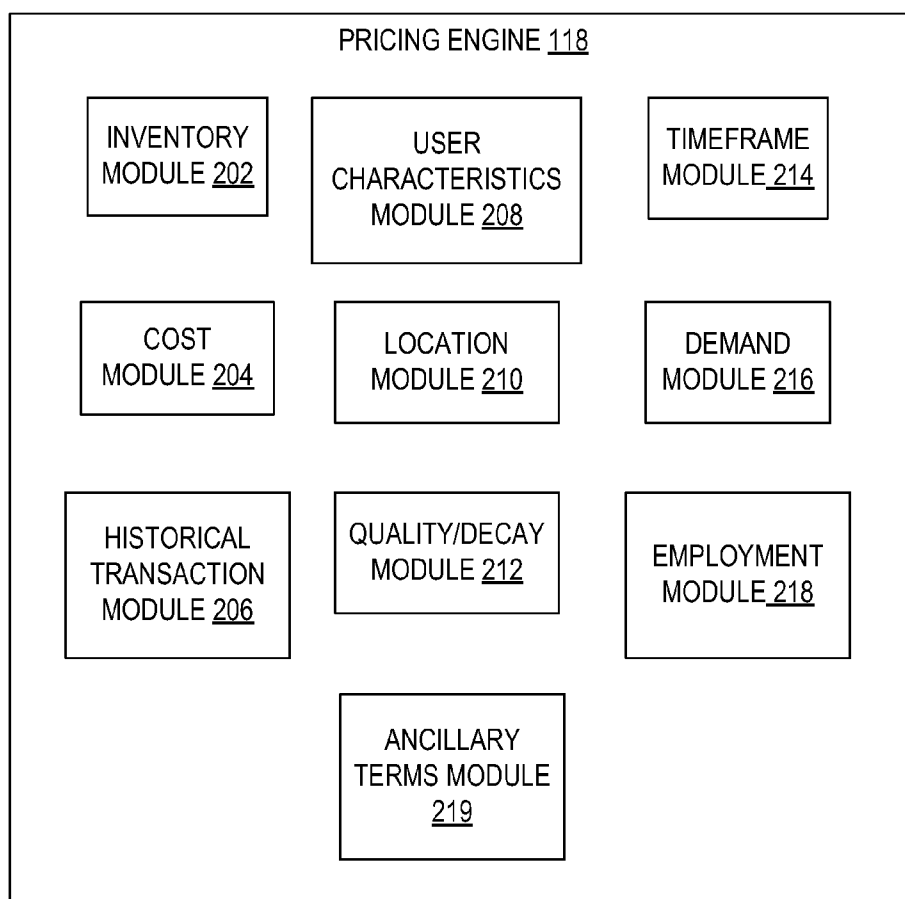 PRICING ENGINE 118
INVENTORY
MODULE 202
USER
CHARACTERISTICS
MODULE 208
TIMEFRAME
MODULE 214
COST
MODULE 204
LOCATION
MODULE 210
DEMAND
MODULE 216
HISTORICAL
TRANSACTION
MODULE 206
QUALITY/DECAY
MODULE 212
EMPLOYMENT
MODULE 218
ANCILLARY
TERMS MODULE
219